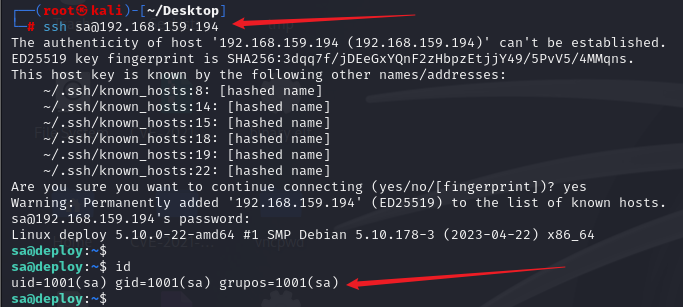 ┌──(root㉿kali)-[~/Desktop]
└─# ssh sa@192.168.159.194
The authenticity of host '192.168.159.194 (192.168.159.194)' can't be established.
ED25519 key fingerprint is SHA256:3dqq7f/jDEeGxYQnF2zHbpzEtjjY49/5PvV5/4MMqns.
This host key is known by the following other names/addresses:
    ~/.ssh/known_hosts:8: [hashed name]
    ~/.ssh/known_hosts:14: [hashed name]
    ~/.ssh/known_hosts:15: [hashed name]
    ~/.ssh/known_hosts:18: [hashed name]
    ~/.ssh/known_hosts:19: [hashed name]
    ~/.ssh/known_hosts:22: [hashed name]
Are you sure you want to continue connecting (yes/no/[fingerprint])? yes
Warning: Permanently added '192.168.159.194' (ED25519) to the list of known hosts.
sa@192.168.159.194's password:
Linux deploy 5.10.0-22-amd64 #1 SMP Debian 5.10.178-3 (2023-04-22) x86_64
sa@deploy:~$
sa@deploy:~$ id
uid=1001(sa) gid=1001(sa) grupos=1001(sa)
sa@deploy:~$